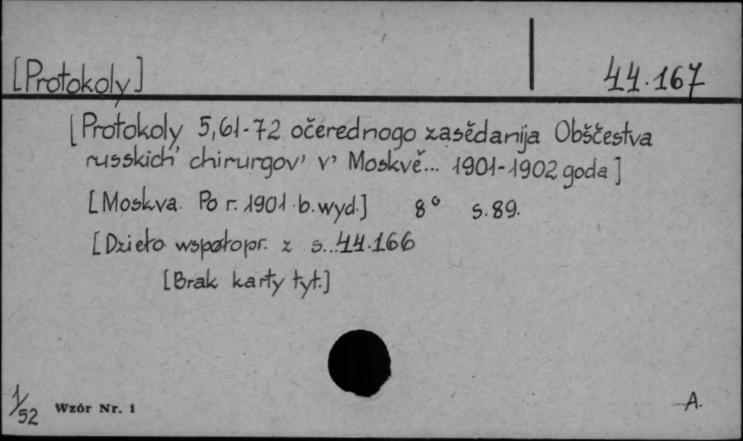 [Protokoly] 44.167
[Protokoly 5,61-72 očerednogo zasědanija Obščestva
russkich' chirurgov' v' Moskvě... 1901-1902 goda]
[Moskva. Po r. 1901 b.wyd.] 8° s.89.
[Dzieło współopr. z s..44.166
[Brak karty tyt.]
1/52 Wzór Nr. 1 A.